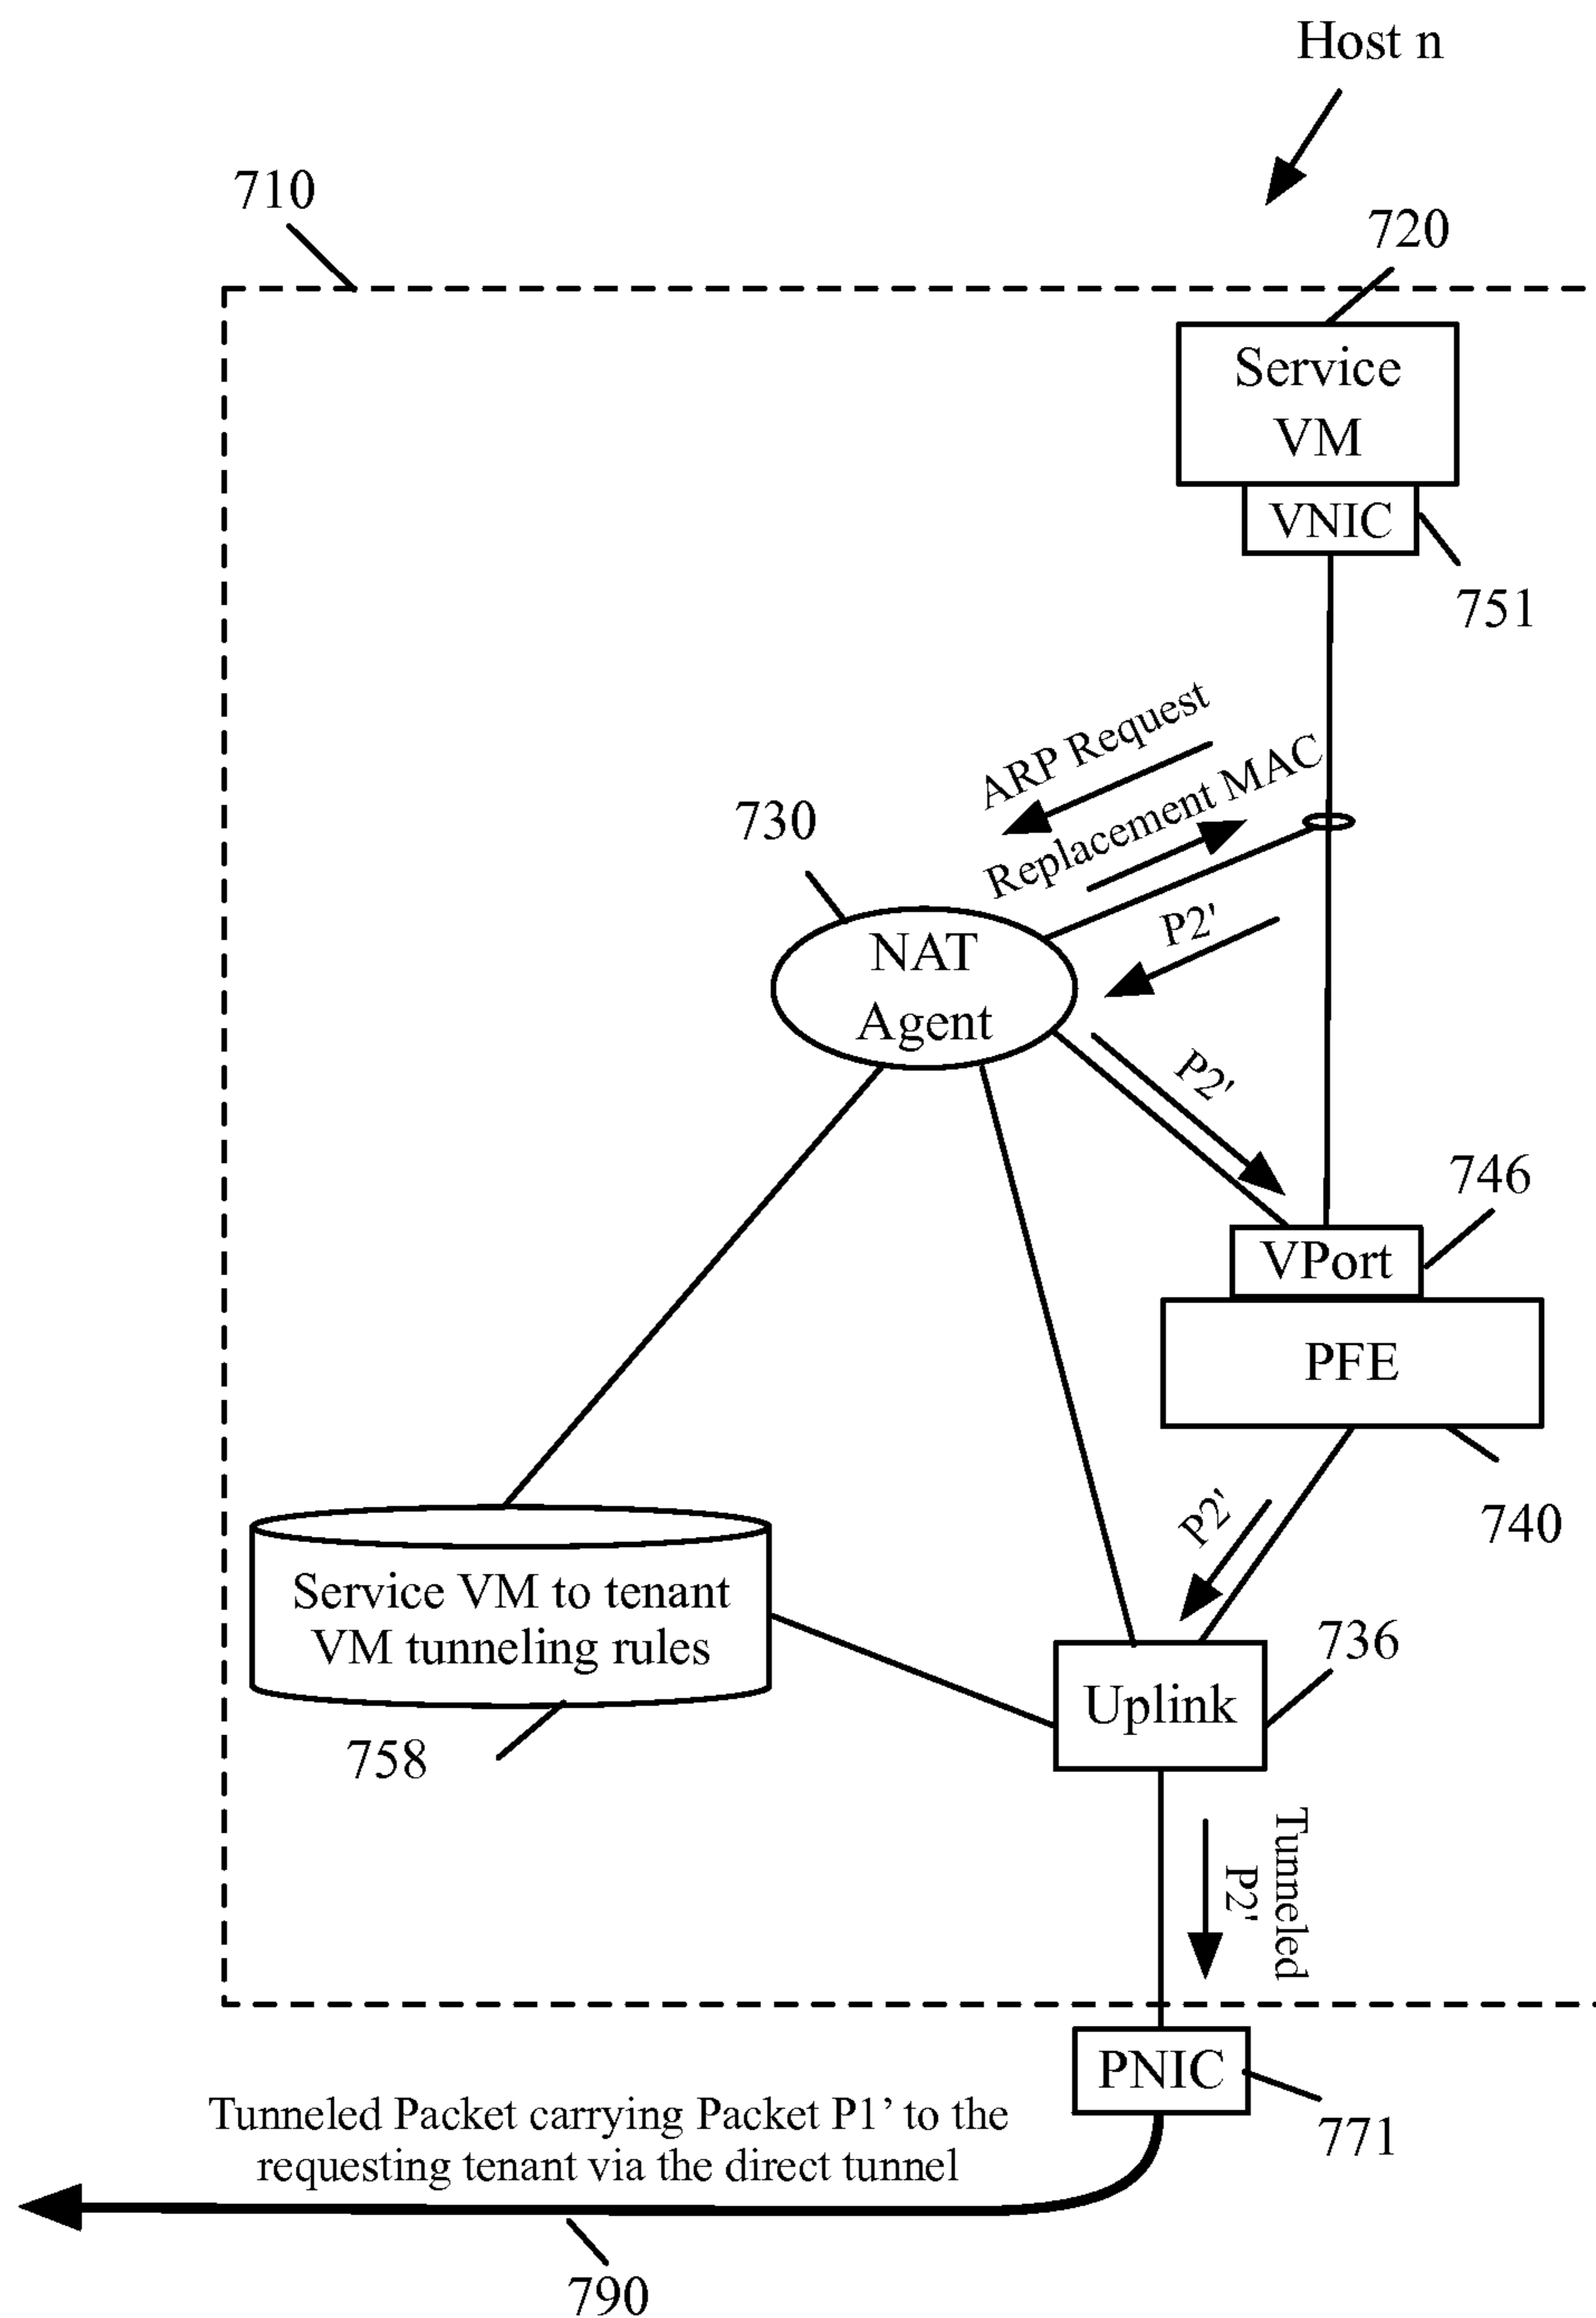 Host n
710
720
Service
VM
VNIC
751
ARP Request
Replacement MAC
730
P2'
NAT
Agent
P2'
746
VPort
PFE
740
P2'
Service VM to tenant
VM tunneling rules
736
Uplink
758
Tunneled
P2'
PNIC
771
Tunneled Packet carrying Packet P1’ to the
requesting tenant via the direct tunnel
790